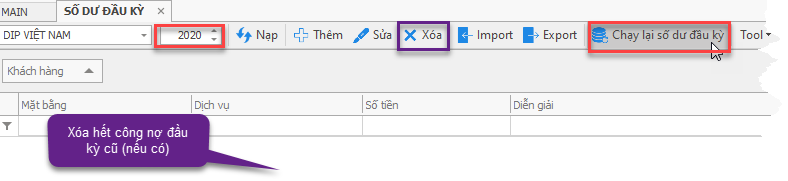 MAIN SỐ DƯ ĐẦU KỲ
DIP VIỆT NAM 2020 Nạp Thêm Sửa Xóa Import Export Chạy lại số dư đầu kỳ Tool
Khách hàng
Mặt bằng Dịch vụ Số tiền Diễn giải
Xóa hết công nợ đầu
kỳ cũ (nếu có)